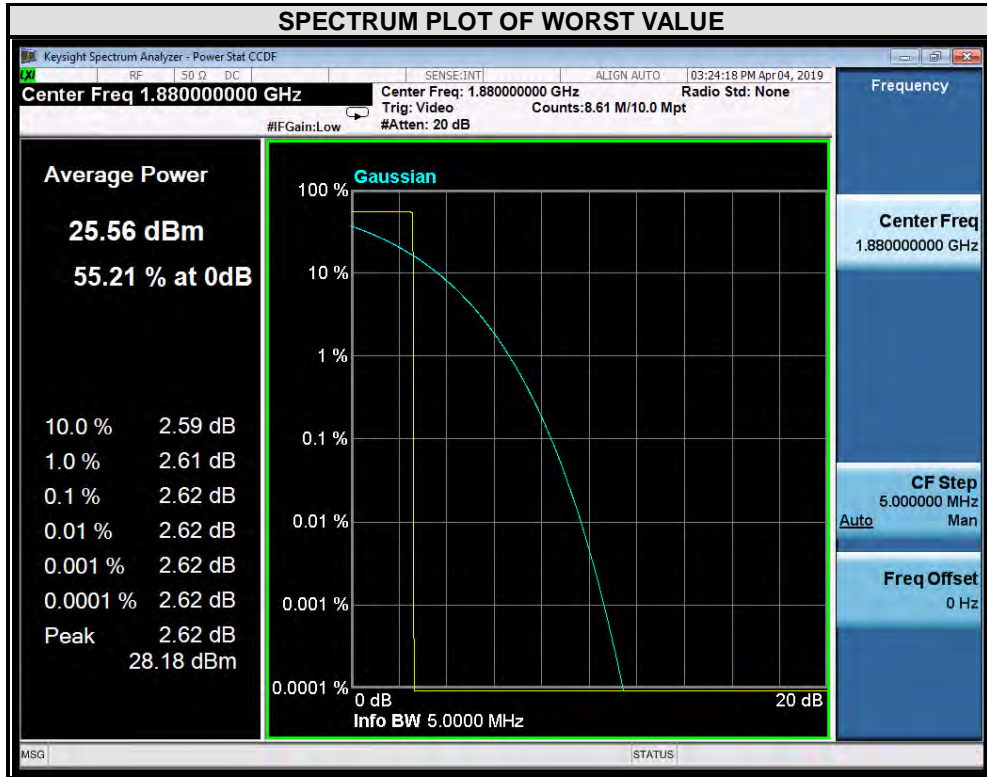 SPECTRUM PLOT OF WORST VALUE
Keysight Spectrum Analyzer - Power Stat CCDF
LXI RF 50 Ω DC SENSE:INT ALIGN AUTO 03:24:18 PM Apr 04, 2019
Center Freq 1.880000000 GHz
Center Freq: 1.880000000 GHz Radio Std: None
Trig: Video Counts:8.61 M/10.0 Mpt
#IFGain:Low #Atten: 20 dB
Frequency
Average Power
25.56 dBm
55.21 % at 0dB
10.0 % 2.59 dB
1.0 % 2.61 dB
0.1 % 2.62 dB
0.01 % 2.62 dB
0.001 % 2.62 dB
0.0001 % 2.62 dB
Peak 2.62 dB
28.18 dBm
Gaussian
100 %
10 %
1 %
0.1 %
0.01 %
0.001 %
0.0001 %
0 dB 20 dB
Info BW 5.0000 MHz
Center Freq
1.880000000 GHz
CF Step
5.000000 MHz
Auto Man
Freq Offset
0 Hz
MSG STATUS